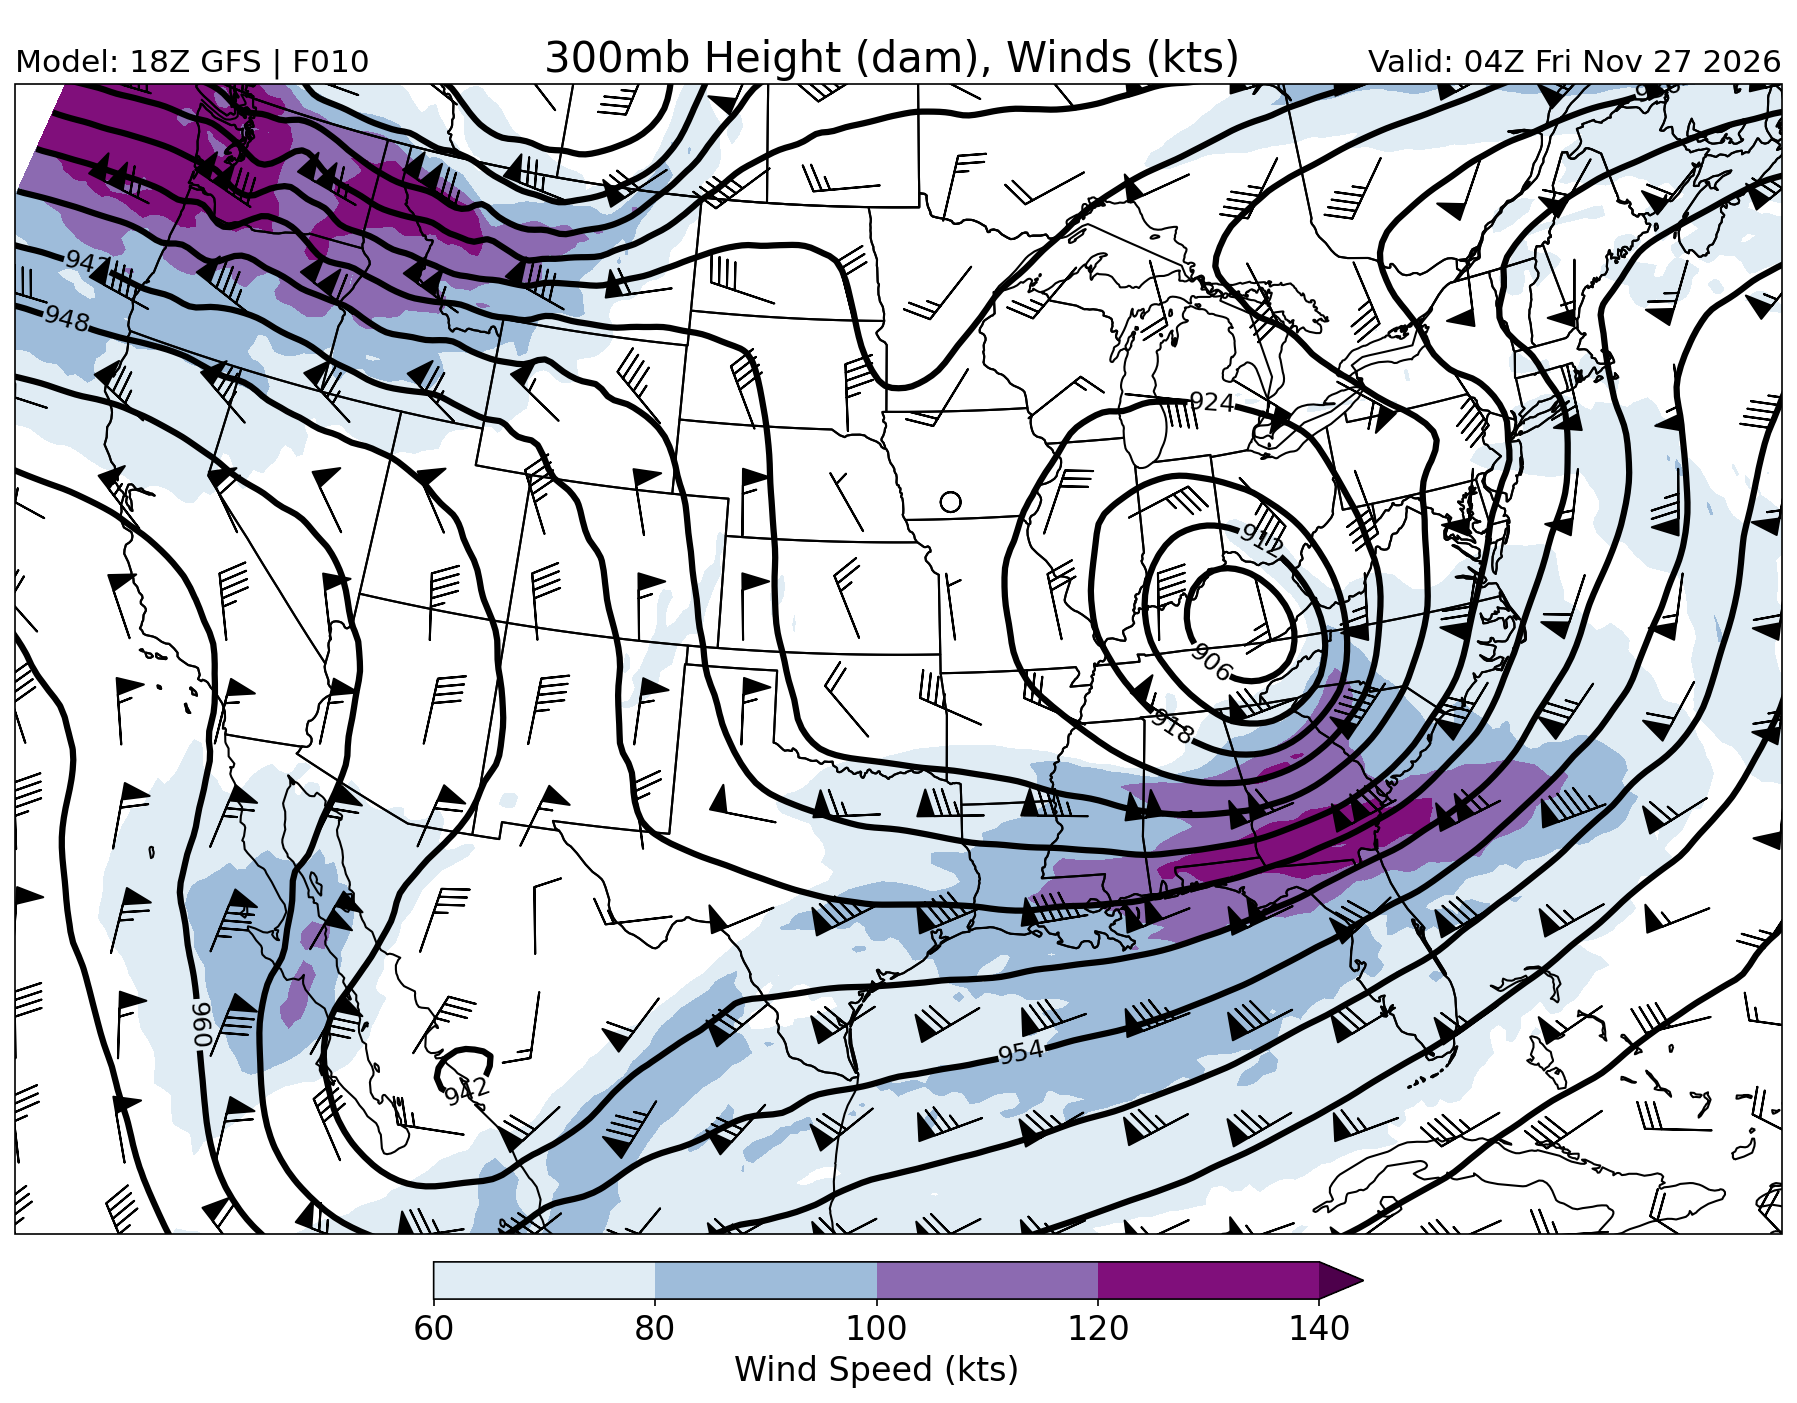 Model: 18Z GFS | F010
300mb Height (dam), Winds (kts)
Valid: 04Z Fri Nov 27 2026
947
948
924
912
906
918
960
954
942
60 80 100 120 140
Wind Speed (kts)